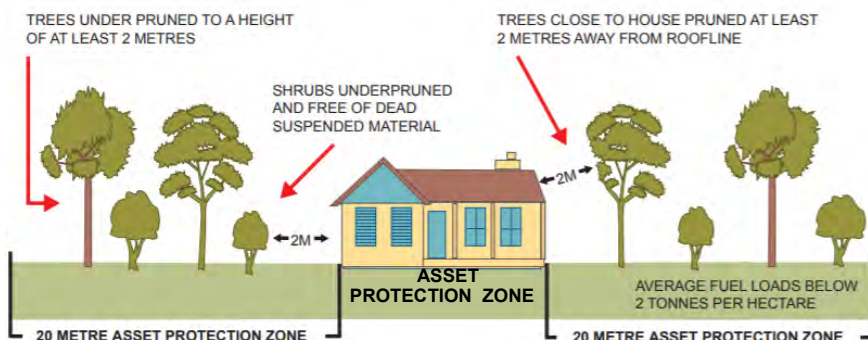 TREES UNDER PRUNED TO A HEIGHT
OF AT LEAST 2 METRES
TREES CLOSE TO HOUSE PRUNED AT LEAST
2 METRES AWAY FROM ROOFLINE
SHRUBS UNDERPRUNED
AND FREE OF DEAD
SUSPENDED MATERIAL
2M
2M
ASSET
PROTECTION ZONE
AVERAGE FUEL LOADS BELOW
2 TONNES PER HECTARE
20 METRE ASSET PROTECTION ZONE
20 METRE ASSET PROTECTION ZONE